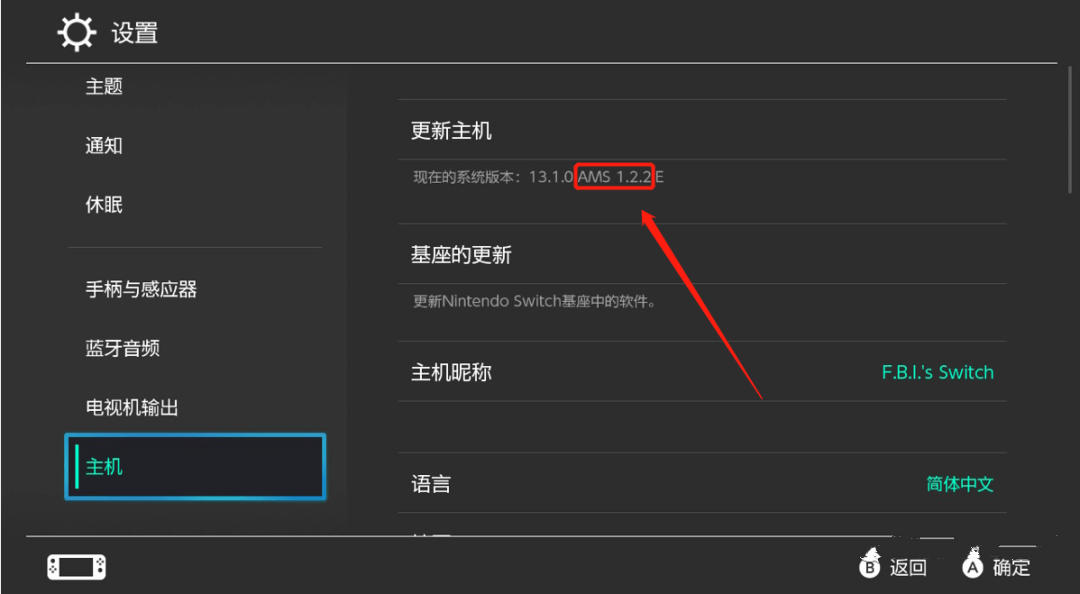 设置
主题
通知
休眠
手柄与感应器
蓝牙音频
电视机输出
主机
更新主机
现在的系统版本：13.1.0|AMS 1.2.2|E
基座的更新
更新Nintendo Switch基座中的软件。
主机昵称 F.B.I.'s Switch
语言 简体中文
B 返回 A 确定